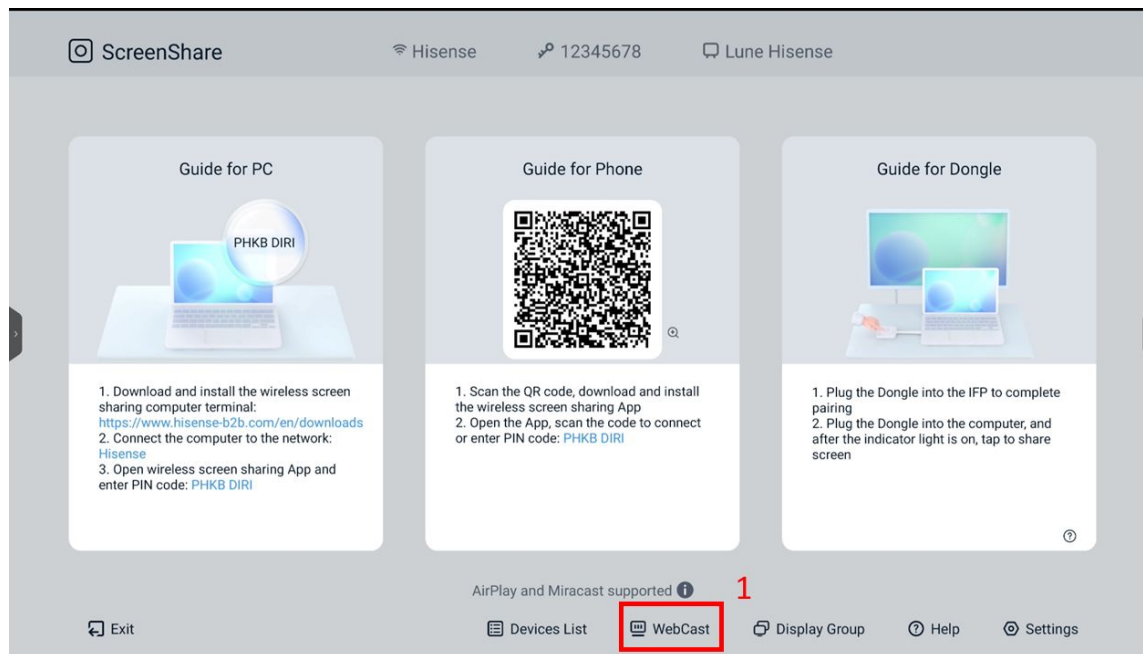 ScreenShare
Hisense
12345678
Lune Hisense
Guide for PC
PHKB DIRI
1. Download and install the wireless screen
sharing computer terminal:
https://www.hisense-b2b.com/en/downloads
2. Connect the computer to the network:
Hisense
3. Open wireless screen sharing App and
enter PIN code: PHKB DIRI
Guide for Phone
1. Scan the QR code, download and install
the wireless screen sharing App
2. Open the App, scan the code to connect
or enter PIN code: PHKB DIRI
Guide for Dongle
1. Plug the Dongle into the IFP to complete
pairing
2. Plug the Dongle into the computer, and
after the indicator light is on, tap to share
screen
AirPlay and Miracast supported
1
Exit
Devices List
WebCast
Display Group
Help
Settings